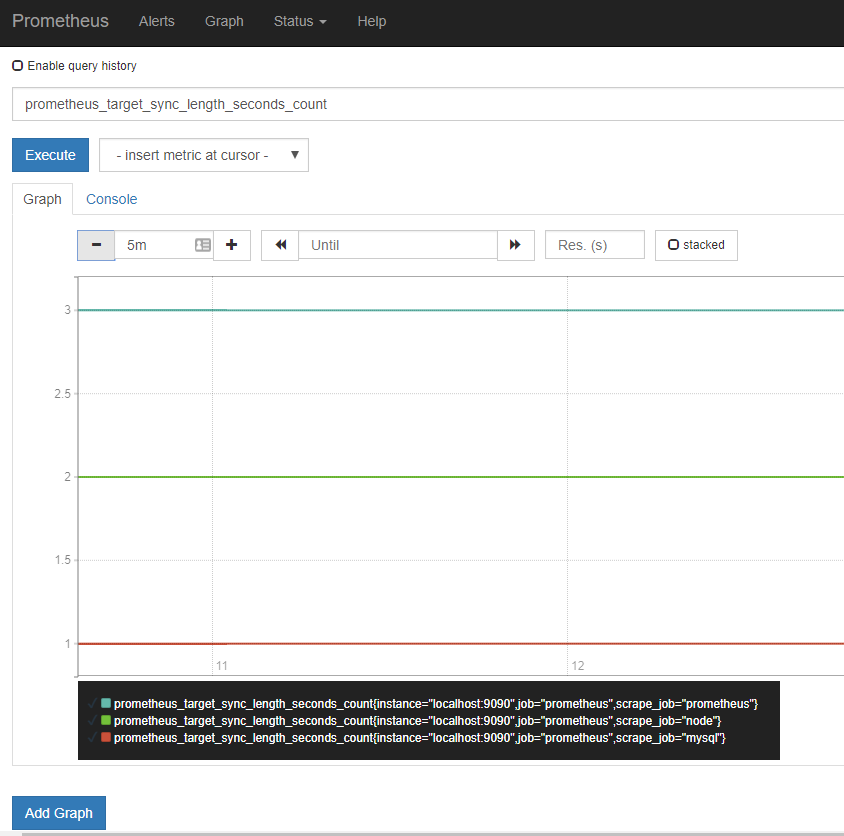 Prometheus Alerts Graph Status Help
Enable query history
prometheus_target_sync_length_seconds_count
Execute - insert metric at cursor -
Graph Console
5m Until Res. (s) stacked
3
2.5
2
1.5
1
11 12
prometheus_target_sync_length_seconds_count{instance="localhost:9090",job="prometheus",scrape_job="prometheus"}
prometheus_target_sync_length_seconds_count{instance="localhost:9090",job="prometheus",scrape_job="node"}
prometheus_target_sync_length_seconds_count{instance="localhost:9090",job="prometheus",scrape_job="mysql"}
Add Graph